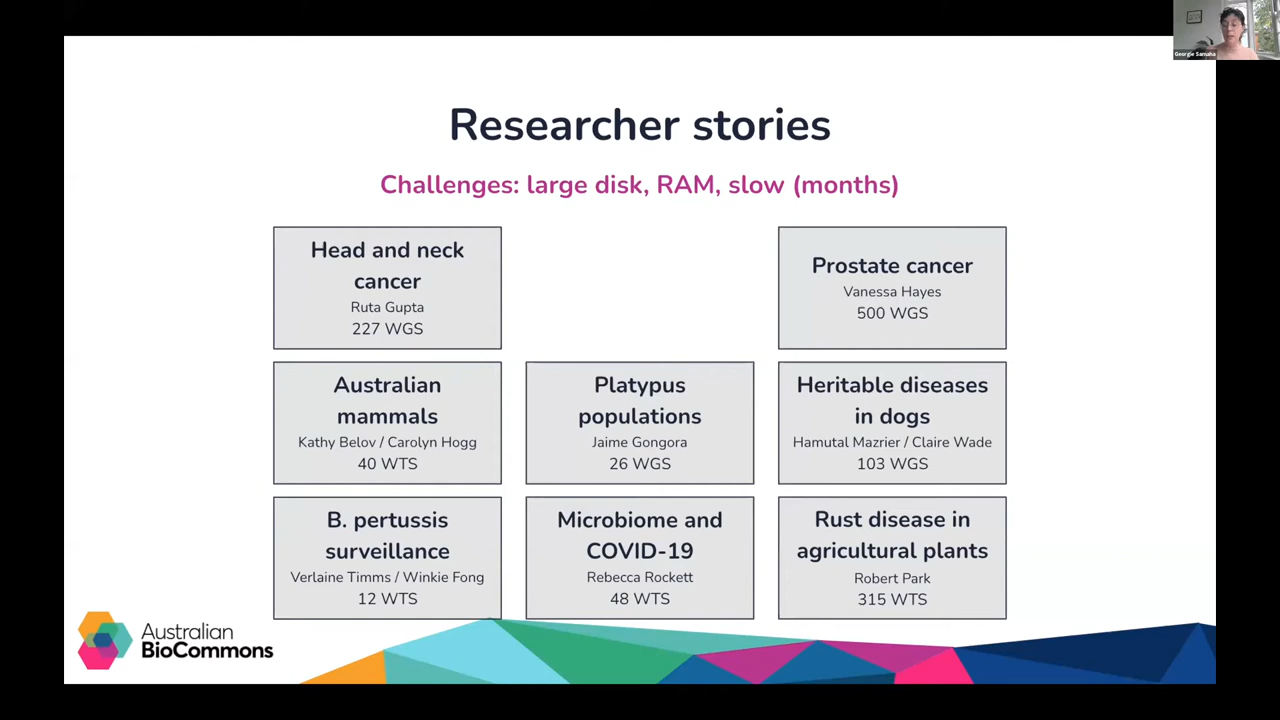 Georgie Samaha
Researcher stories
Challenges: large disk, RAM, slow (months)
Head and neck
cancer
Ruta Gupta
227 WGS
Prostate cancer
Vanessa Hayes
500 WGS
Australian
mammals
Kathy Belov / Carolyn Hogg
40 WTS
Platypus
populations
Jaime Gongora
26 WGS
Heritable diseases
in dogs
Hamutal Mazrier / Claire Wade
103 WGS
B. pertussis
surveillance
Verlaine Timms / Winkie Fong
12 WTS
Microbiome and
COVID-19
Rebecca Rockett
48 WTS
Rust disease in
agricultural plants
Robert Park
315 WTS
Australian
BioCommons